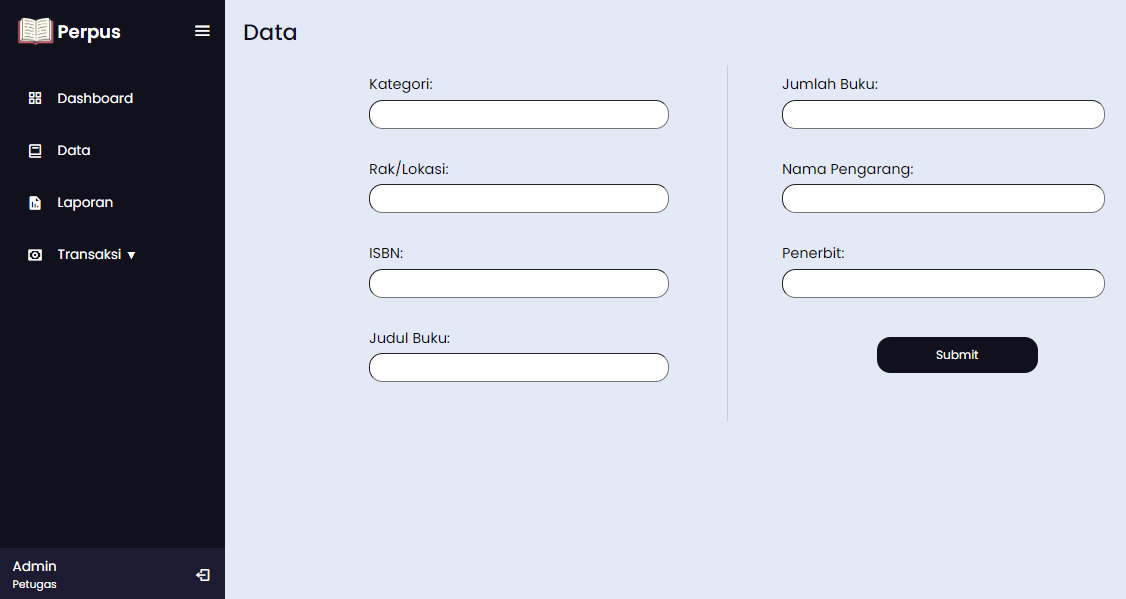 Perpus
Dashboard
Data
Laporan
Transaksi ▼
Admin
Petugas
Data
Kategori:
Rak/Lokasi:
ISBN:
Judul Buku:
Jumlah Buku:
Nama Pengarang:
Penerbit:
Submit